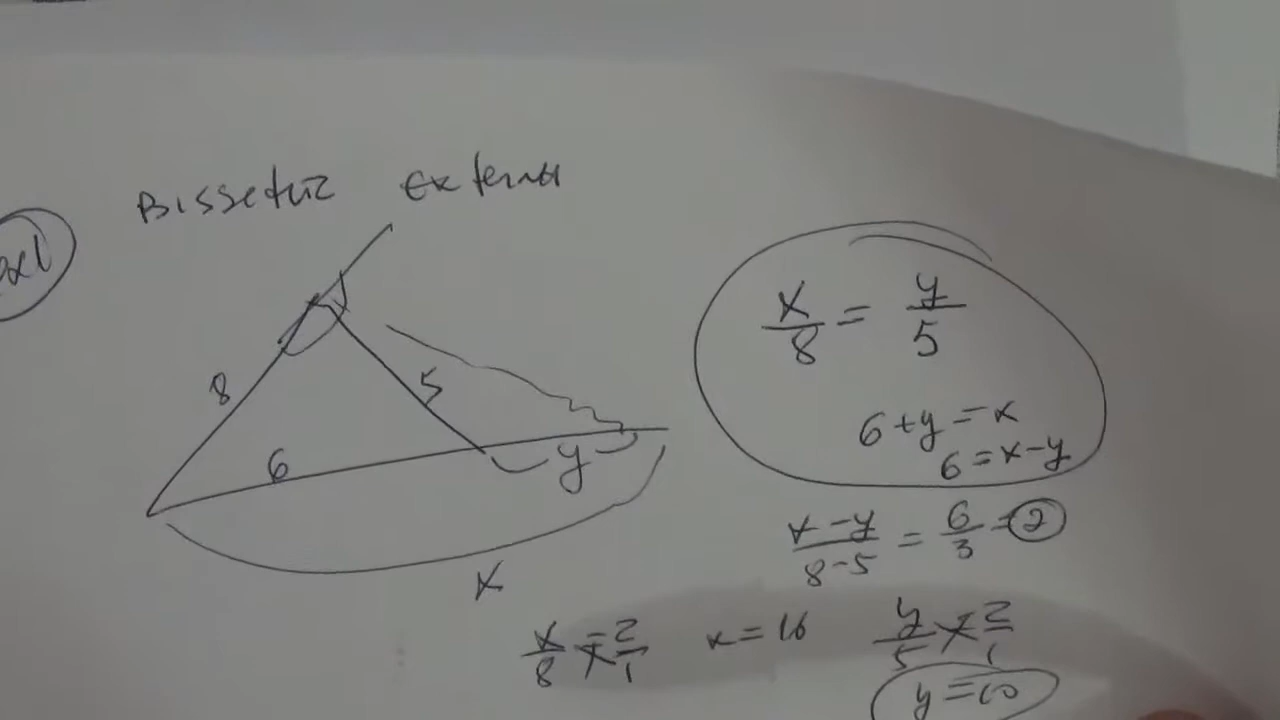 Bissetriz externa
8
5
6
y
x
x/8 = y/5
6+y=x
6=x-y
x-y/8-5 = 6/3 = 2
x/8 = 2/1 x=16 y/5 = 2/1
y=10